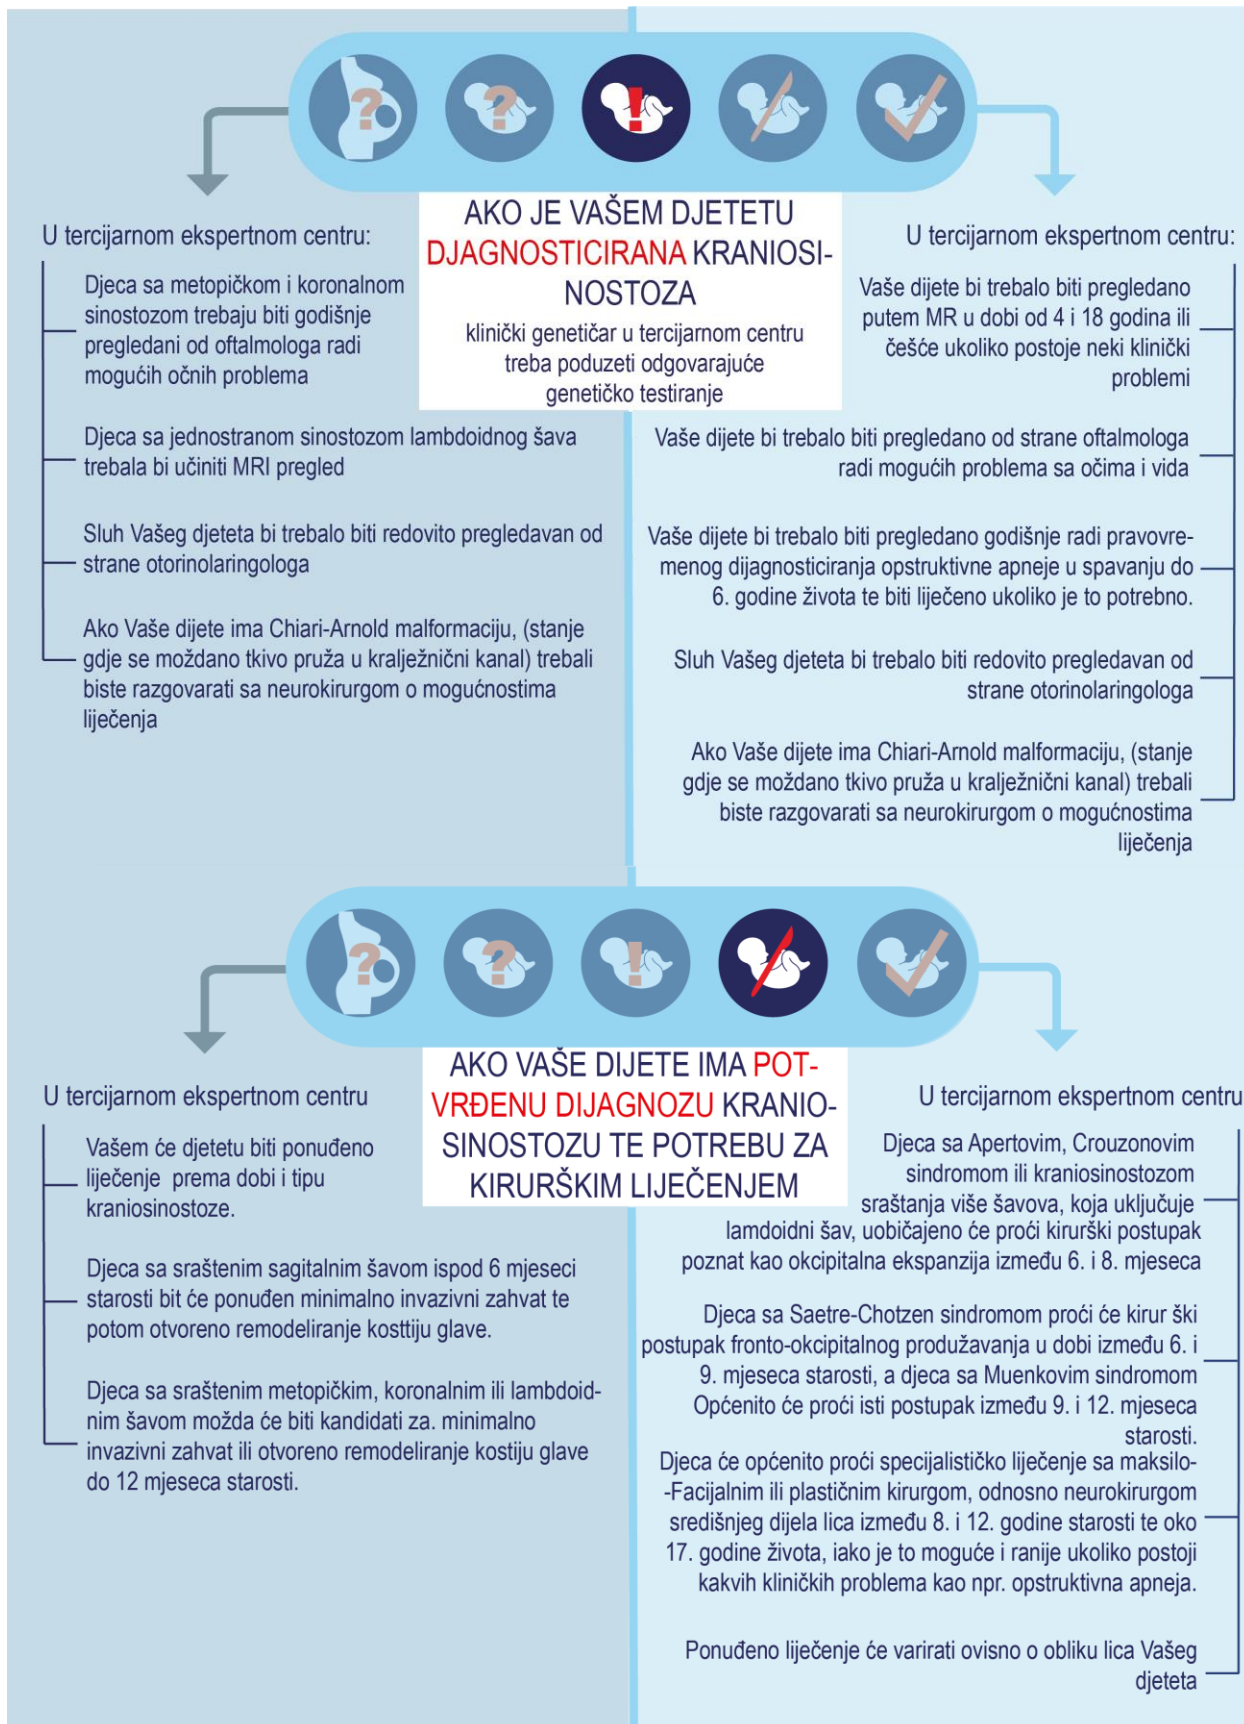 AKO JE VAŠEM DJETETU
DJAGNOSTICIRANA KRANIOSI-
NOSTOZA
klinički genetičar u tercijarnom centru
treba poduzeti odgovarajuće
genetičko testiranje
U tercijarnom ekspertnom centru:
Djeca sa metopičkom i koronalnom
sinostozom trebaju biti godišnje
pregledani od oftalmologa radi
mogućih očnih problema
Djeca sa jednostranom sinostozom lambdoidnog šava
trebala bi učiniti MRI pregled
Sluh Vašeg djeteta bi trebalo biti redovito pregledavan od
strane otorinolaringologa
Ako Vaše dijete ima Chiari-Arnold malformaciju, (stanje
gdje se moždano tkivo pruža u kralježnični kanal) trebali
biste razgovarati sa neurokirurgom o mogućnostima
liječenja
U tercijarnom ekspertnom centru:
Vaše dijete bi trebalo biti pregledano
putem MR u dobi od 4 i 18 godina ili
češće ukoliko postoje neki klinički
problemi
Vaše dijete bi trebalo biti pregledano od strane oftalmologa
radi mogućih problema sa očima i vida
Vaše dijete bi trebalo biti pregledano godišnje radi pravovre-
menog dijagnosticiranja opstruktivne apneje u spavanju do
6. godine života te biti liječeno ukoliko je to potrebno.
Sluh Vašeg djeteta bi trebalo biti redovito pregledavan od
strane otorinolaringologa
Ako Vaše dijete ima Chiari-Arnold malformaciju, (stanje
gdje se moždano tkivo pruža u kralježnični kanal) trebali
biste razgovarati sa neurokirurgom o mogućnostima
liječenja
AKO VAŠE DIJETE IMA POT-
VRĐENU DIJAGNOZU KRANIO-
SINOSTOZU TE POTREBU ZA
KIRURŠKIM LIJEČENJEM
U tercijarnom ekspertnom centru
Vašem će djetetu biti ponuđeno
liječenje prema dobi i tipu
kraniosinostoze.
Djeca sa sraštenim sagitalnim šavom ispod 6 mjeseci
starosti bit će ponuđen minimalno invazivni zahvat te
potom otvoreno remodeliranje kosttiju glave.
Djeca sa sraštenim metopičkim, koronalnim ili lambdoid-
nim šavom možda će biti kandidati za. minimalno
invazivni zahvat ili otvoreno remodeliranje kostiju glave
do 12 mjeseca starosti.
U tercijarnom ekspertnom centru
Djeca sa Apertovim, Crouzonovim
sindromom ili kraniosinostozom
sraštanja više šavova, koja uključuje
lamdoidni šav, uobičajeno će proći kirurški postupak
poznat kao okcipitalna ekspanzija između 6. i 8. mjeseca
Djeca sa Saetre-Chotzen sindromom proći će kirur ški
postupak fronto-okcipitalnog produžavanja u dobi između 6. i
9. mjeseca starosti, a djeca sa Muenkovim sindromom
Općenito će proći isti postupak između 9. i 12. mjeseca
starosti.
Djeca će općenito proći specijalističko liječenje sa maksilo-
-Facijalnim ili plastičnim kirurgom, odnosno neurokirurgom
središnjeg dijela lica između 8. i 12. godine starosti te oko
17. godine života, iako je to moguće i ranije ukoliko postoji
kakvih kliničkih problema kao npr. opstruktivna apneja.
Ponuđeno liječenje će varirati ovisno o obliku lica Vašeg
djeteta